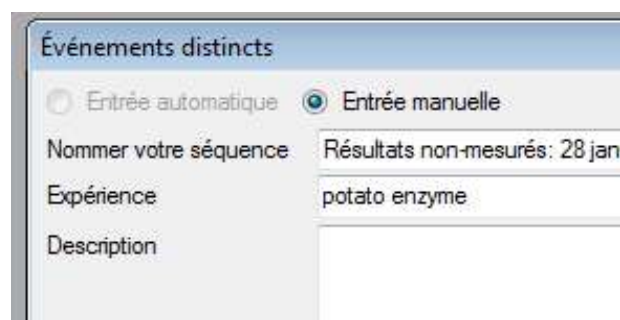 Événements distincts
Entrée automatique Entrée manuelle
Nommer votre séquence Résultats non-mesurés: 28 jan
Expérience potato enzyme
Description